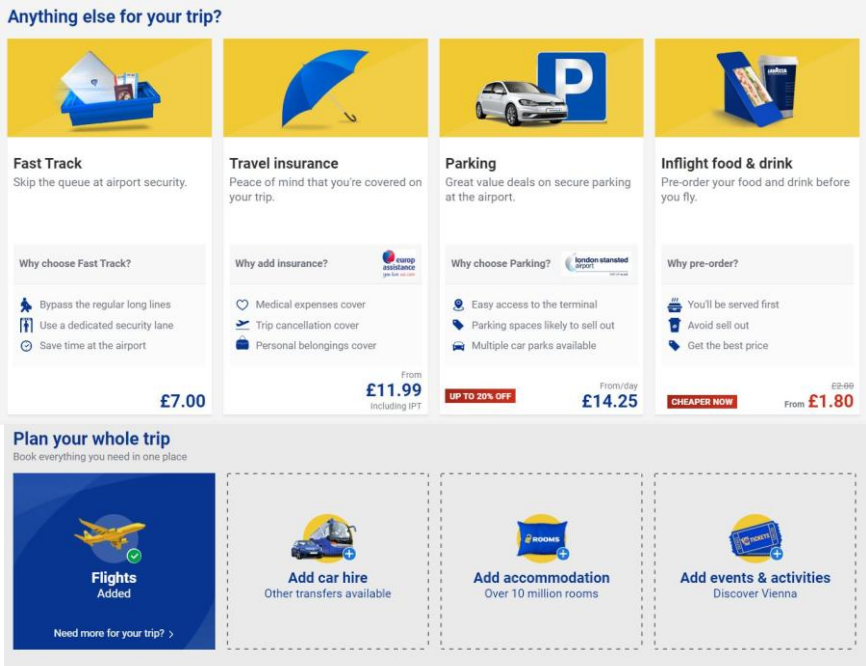 Anything else for your trip?
P
LAVAZZA
Fast Track
Skip the queue at airport security.
Why choose Fast Track?
Bypass the regular long lines
Use a dedicated security lane
Save time at the airport
£7.00
Travel insurance
Peace of mind that you're covered on
your trip.
Why add insurance?
europ
assistance
you live we care
Medical expenses cover
Trip cancellation cover
Personal belongings cover
From
£11.99
Including IPT
Parking
Great value deals on secure parking
at the airport.
Why choose Parking?
london stansted
airport
Easy access to the terminal
Parking spaces likely to sell out
Multiple car parks available
UP TO 20% OFF
From/day
£14.25
Inflight food & drink
Pre-order your food and drink before
you fly.
Why pre-order?
You'll be served first
Avoid sell out
Get the best price
£2.00
CHEAPER NOW
From £1.80
Plan your whole trip
Book everything you need in one place
Flights
Added
Need more for your trip? >
Add car hire
Other transfers available
ROOMS
Add accommodation
Over 10 million rooms
TICKETS
Add events & activities
Discover Vienna